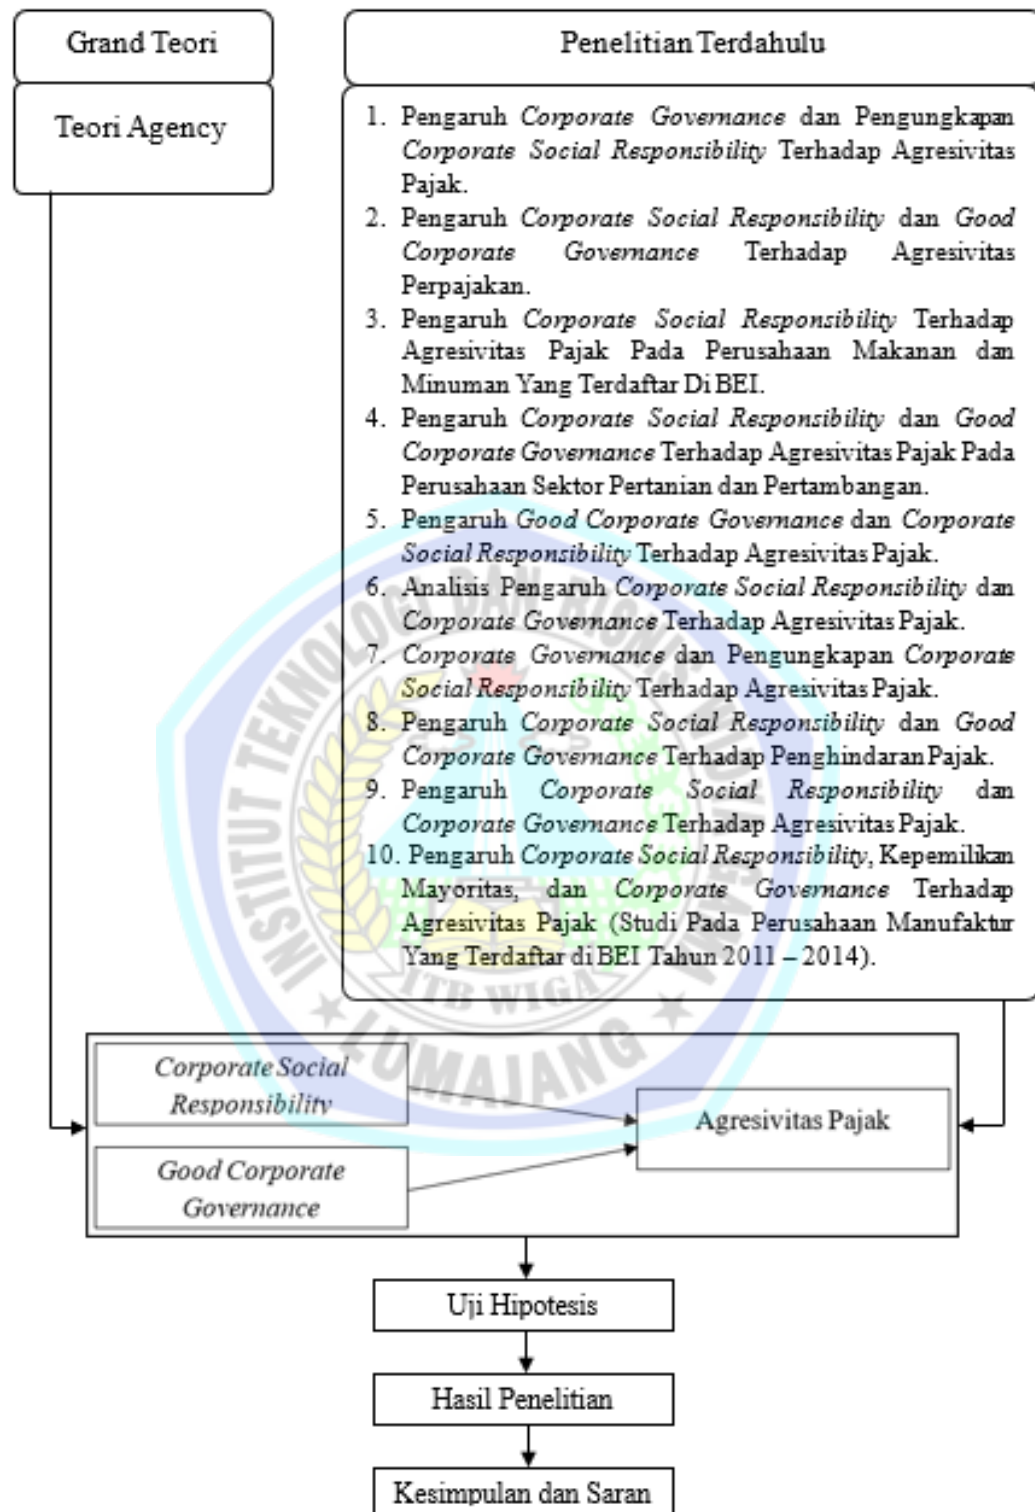 Grand Teori
Teori Agency
Penelitian Terdahulu
1. Pengaruh Corporate Governance dan Pengungkapan
Corporate Social Responsibility Terhadap Agresivitas
Pajak.
2. Pengaruh Corporate Social Responsibility dan Good
Corporate Governance Terhadap Agresivitas
Perpajakan.
3. Pengaruh Corporate Social Responsibility Terhadap
Agresivitas Pajak Pada Perusahaan Makanan dan
Minuman Yang Terdaftar Di BEI.
4. Pengaruh Corporate Social Responsibility dan Good
Corporate Governance Terhadap Agresivitas Pajak Pada
Perusahaan Sektor Pertanian dan Pertambangan.
5. Pengaruh Good Corporate Governance dan Corporate
Social Responsibility Terhadap Agresivitas Pajak.
6. Analisis Pengaruh Corporate Social Responsibility dan
Corporate Governance Terhadap Agresivitas Pajak.
7. Corporate Governance dan Pengungkapan Corporate
Social Responsibility Terhadap Agresivitas Pajak.
8. Pengaruh Corporate Social Responsibility dan Good
Corporate Governance Terhadap Penghindaran Pajak.
9. Pengaruh Corporate Social Responsibility dan
Corporate Governance Terhadap Agresivitas Pajak.
10. Pengaruh Corporate Social Responsibility, Kepemilikan
Mayoritas, dan Corporate Governance Terhadap
Agresivitas Pajak (Studi Pada Perusahaan Manufaktur
Yang Terdaftar di BEI Tahun 2011 – 2014).
Corporate Social
Responsibility
Good Corporate
Governance
Agresivitas Pajak
Uji Hipotesis
Hasil Penelitian
Kesimpulan dan Saran
INSTITUT TEKNOLOGI DAN BISNIS
ITB WIGA
LUMAJANG